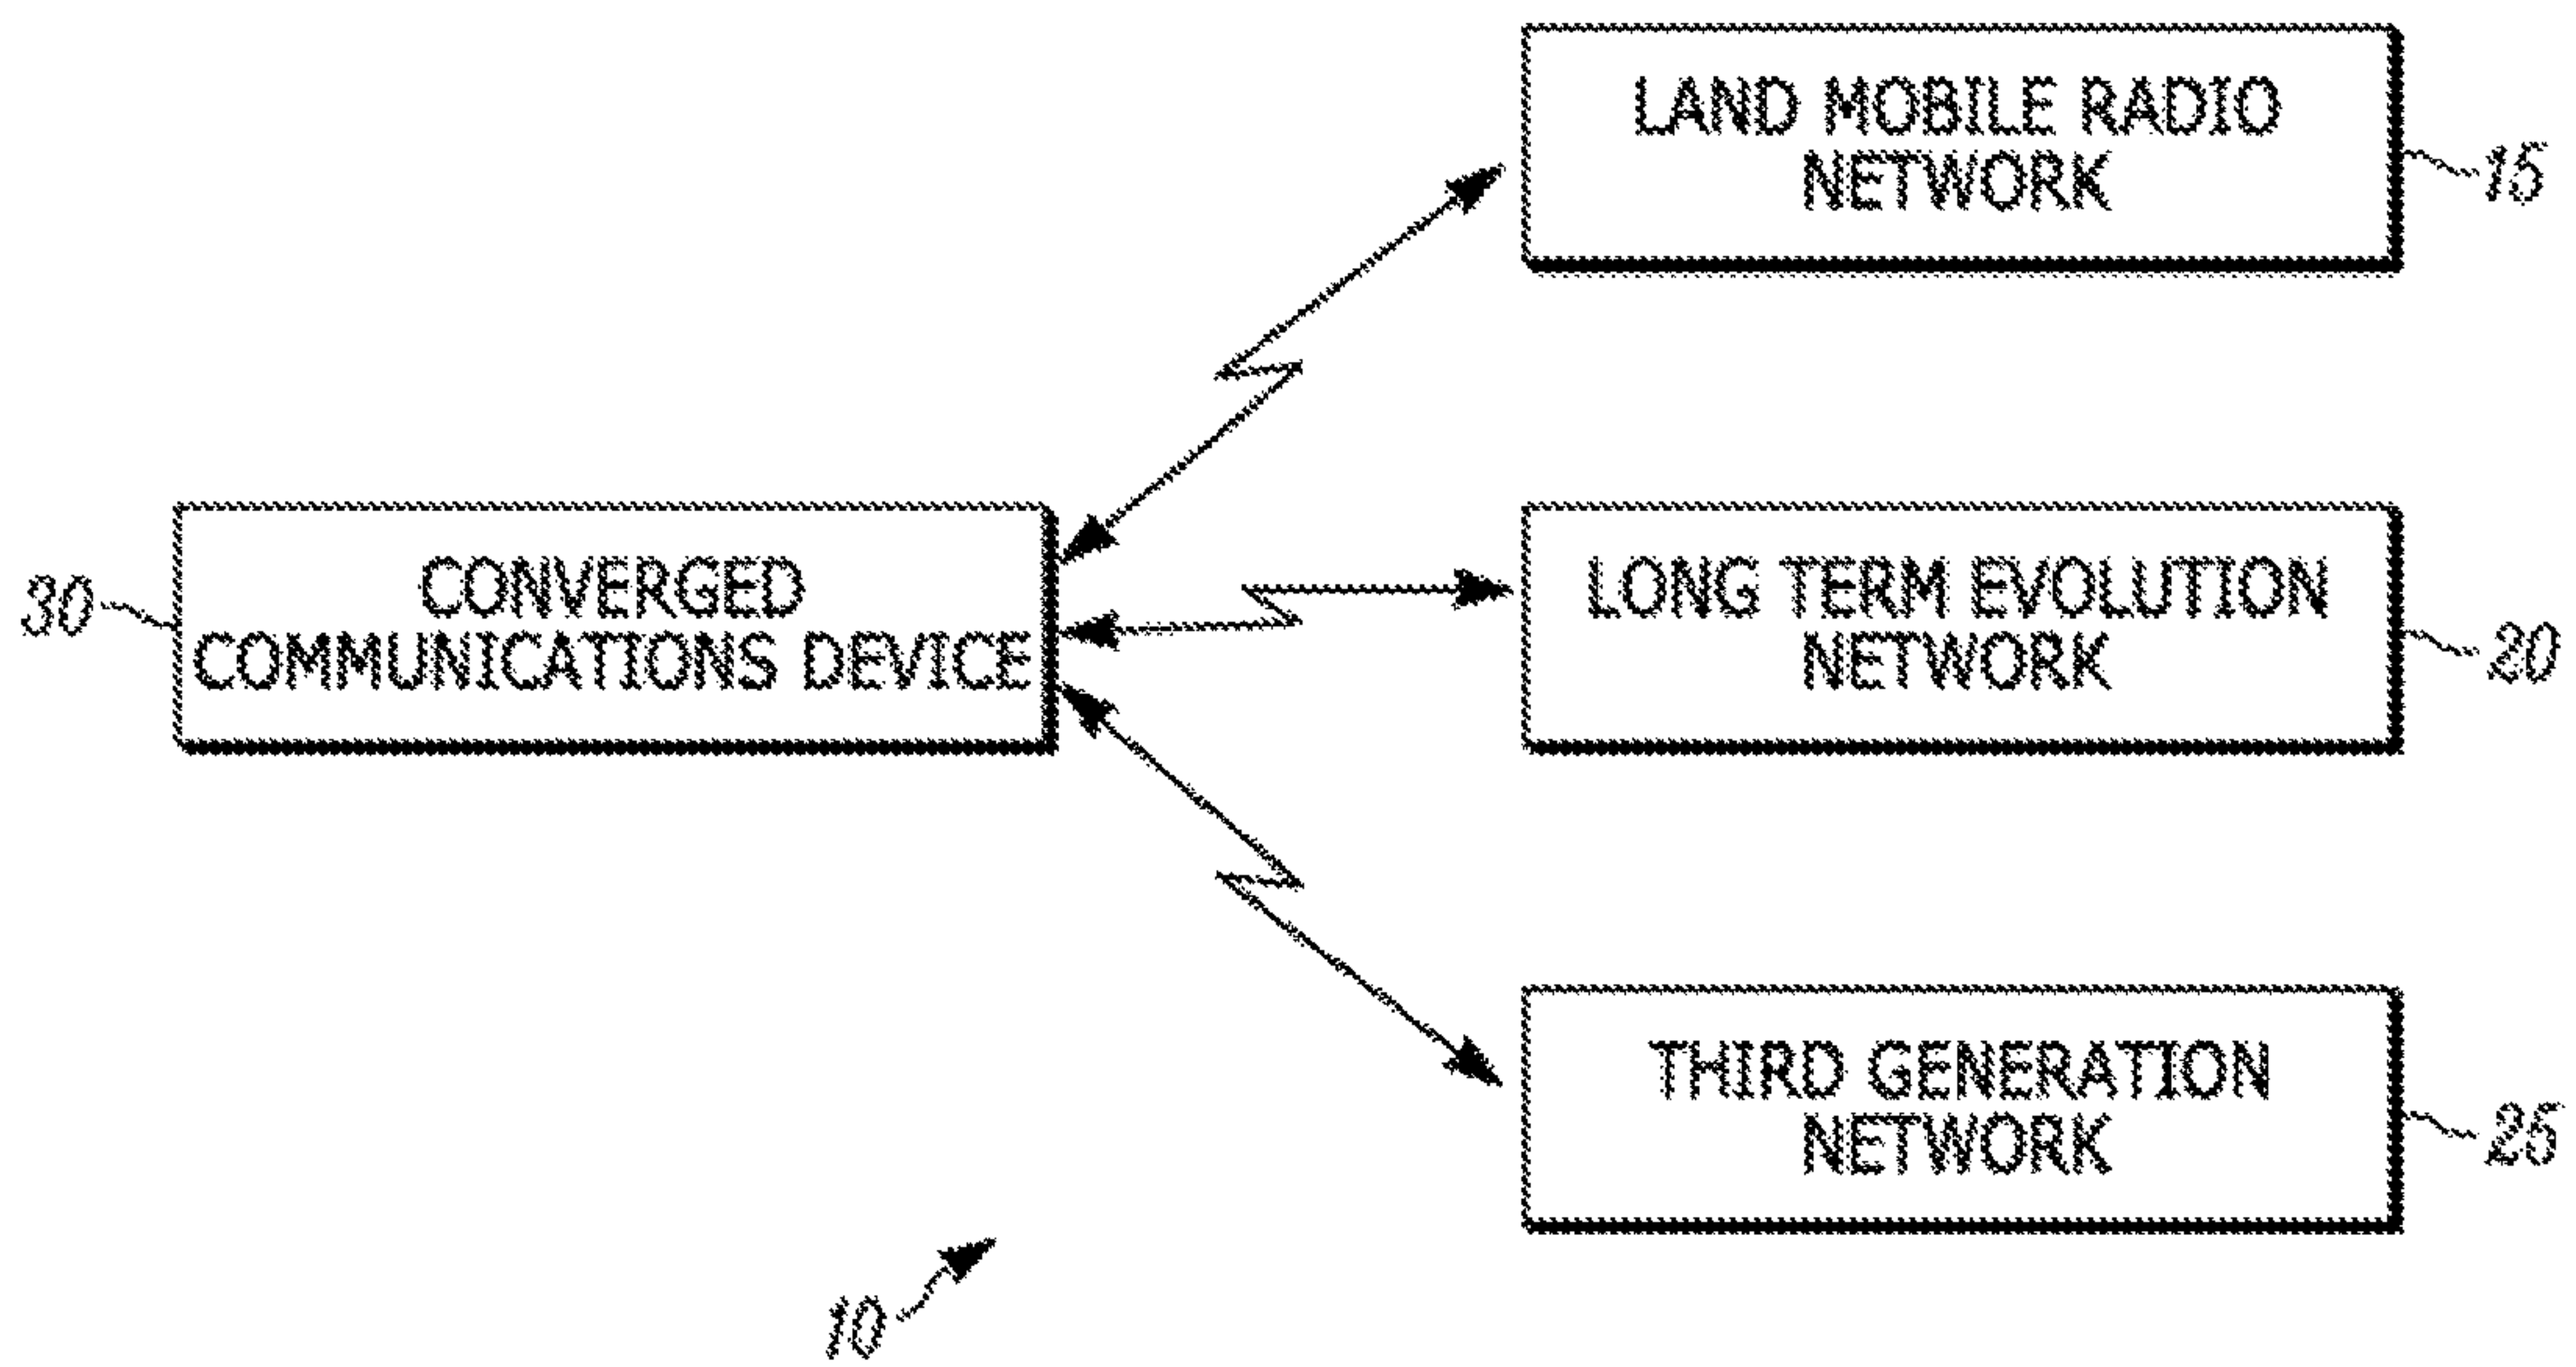 LAND MOBILE RADIO
NETWORK
15
CONVERGED
COMMUNICATIONS DEVICE
30
LONG TERM EVOLUTION
NETWORK
20
THIRD GENERATION
NETWORK
25
10